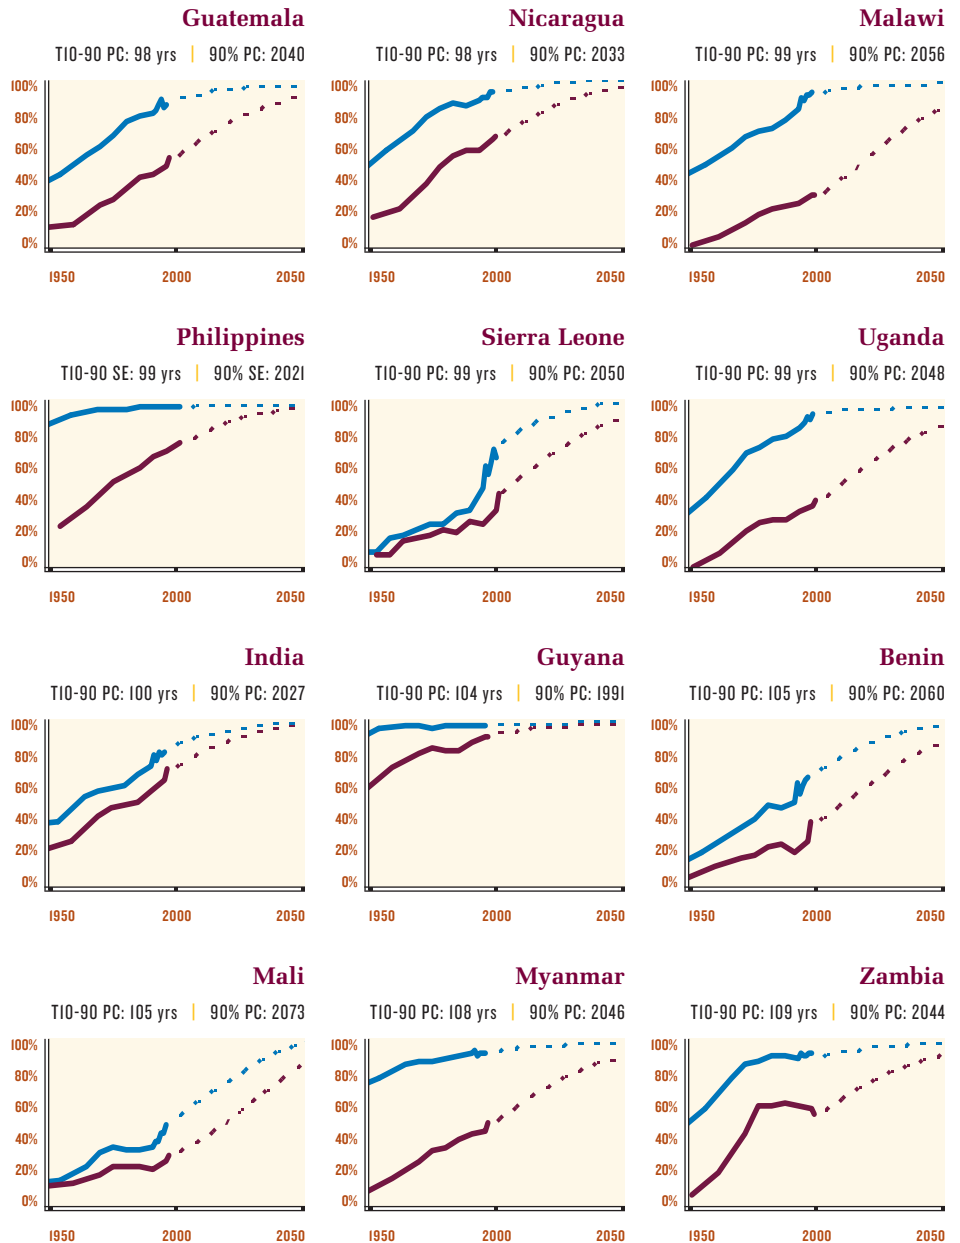 Guatemala
T10-90 PC: 98 yrs | 90% PC: 2040
100%
80%
60%
40%
20%
0%
1950 2000 2050
Nicaragua
T10-90 PC: 98 yrs | 90% PC: 2033
100%
80%
60%
40%
20%
0%
1950 2000 2050
Malawi
T10-90 PC: 99 yrs | 90% PC: 2056
100%
80%
60%
40%
20%
0%
1950 2000 2050
Philippines
T10-90 SE: 99 yrs | 90% SE: 2021
100%
80%
60%
40%
20%
0%
1950 2000 2050
Sierra Leone
T10-90 PC: 99 yrs | 90% PC: 2050
100%
80%
60%
40%
20%
0%
1950 2000 2050
Uganda
T10-90 PC: 99 yrs | 90% PC: 2048
100%
80%
60%
40%
20%
0%
1950 2000 2050
India
T10-90 PC: 100 yrs | 90% PC: 2027
100%
80%
60%
40%
20%
0%
1950 2000 2050
Guyana
T10-90 PC: 104 yrs | 90% PC: 1991
100%
80%
60%
40%
20%
0%
1950 2000 2050
Benin
T10-90 PC: 105 yrs | 90% PC: 2060
100%
80%
60%
40%
20%
0%
1950 2000 2050
Mali
T10-90 PC: 105 yrs | 90% PC: 2073
100%
80%
60%
40%
20%
0%
1950 2000 2050
Myanmar
T10-90 PC: 108 yrs | 90% PC: 2046
100%
80%
60%
40%
20%
0%
1950 2000 2050
Zambia
T10-90 PC: 109 yrs | 90% PC: 2044
100%
80%
60%
40%
20%
0%
1950 2000 2050